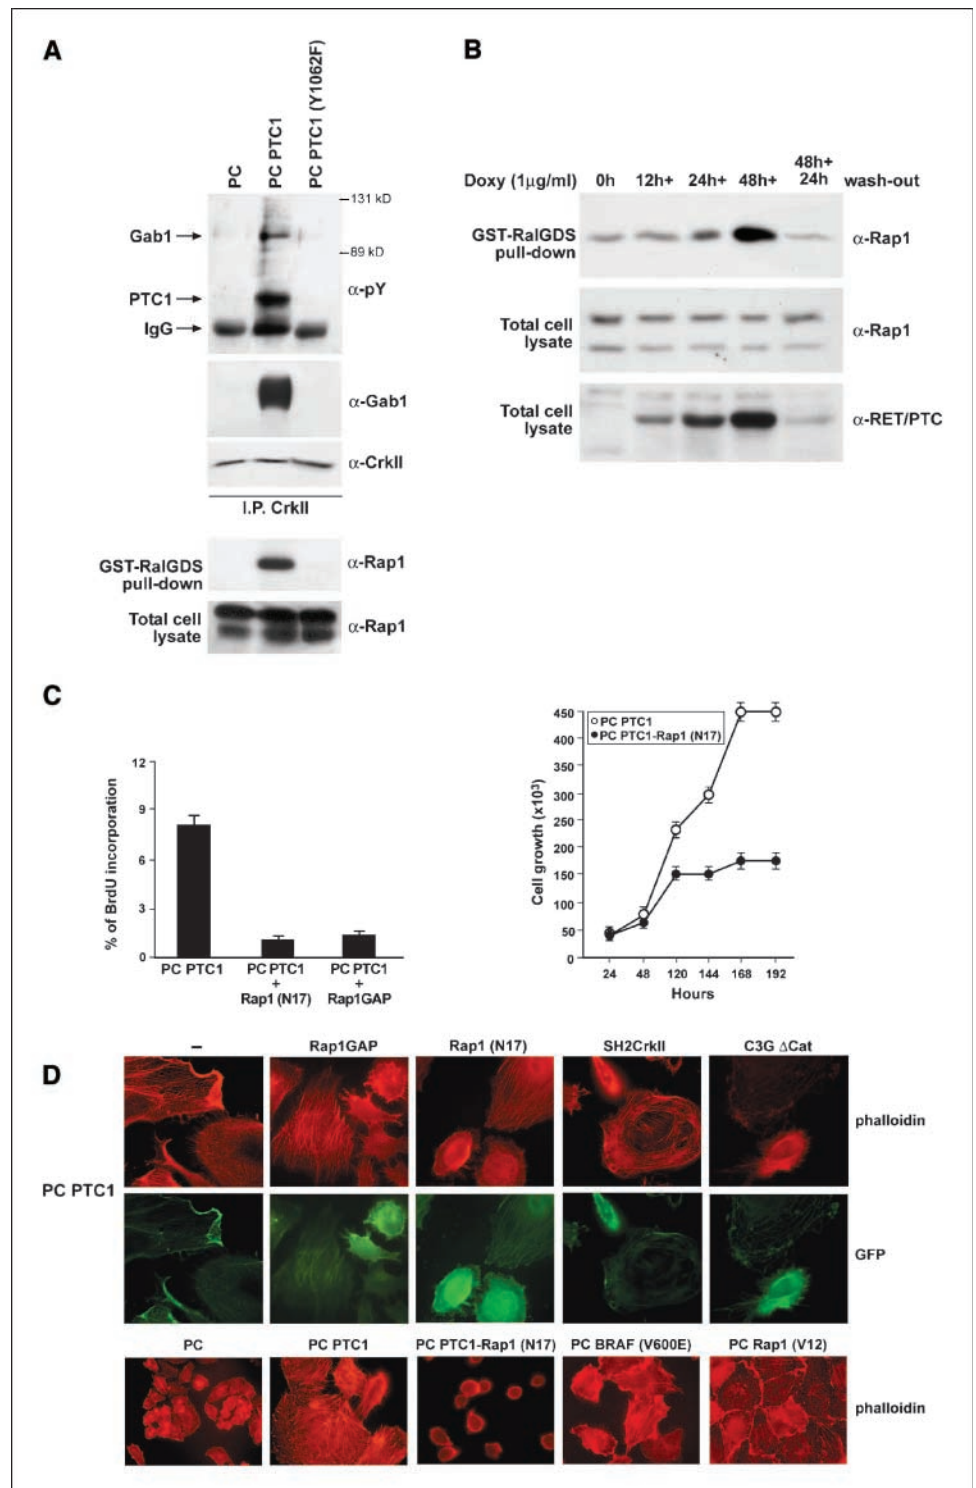 A
PC
PC PTC1
PC PTC1 (Y1062F)
131 kD
Gab1
89 kD
PTC1
α-pY
IgG
α-Gab1
α-CrkII
I.P. CrkII
GST-RalGDS
pull-down
α-Rap1
Total cell
lysate
α-Rap1
B
Doxy (1μg/ml)
0h
12h+
24h+
48h+
48h+
24h
wash-out
GST-RalGDS
pull-down
α-Rap1
Total cell
lysate
α-Rap1
Total cell
lysate
α-RET/PTC
C
% of BrdU incorporation
12
9
6
3
0
PC PTC1
PC PTC1
+
Rap1 (N17)
PC PTC1
+
Rap1GAP
Cell growth (x10³)
450
400
350
300
250
200
150
100
50
0
PC PTC1
PC PTC1-Rap1 (N17)
24 48 120 144 168 192
Hours
D
–
Rap1GAP
Rap1 (N17)
SH2CrkII
C3G ΔCat
phalloidin
PC PTC1
GFP
PC
PC PTC1
PC PTC1-Rap1 (N17)
PC BRAF (V600E)
PC Rap1 (V12)
phalloidin